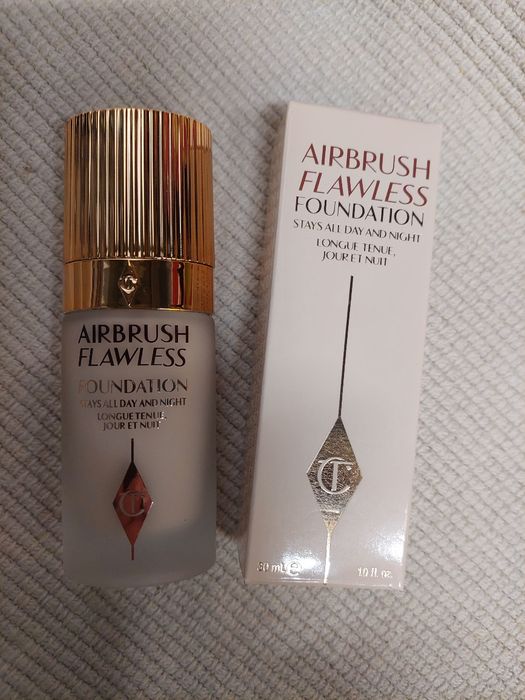 C
AIRBRUSH
FLAWLESS
FOUNDATION
STAYS ALL DAY AND NIGHT
LONGUE TENUE,
JOUR ET NUIT
CT
AIRBRUSH
FLAWLESS
FOUNDATION
STAYS ALL DAY AND NIGHT
LONGUE TENUE,
JOUR ET NUIT
CT
30 mL ℮ 1.0 fl. oz.